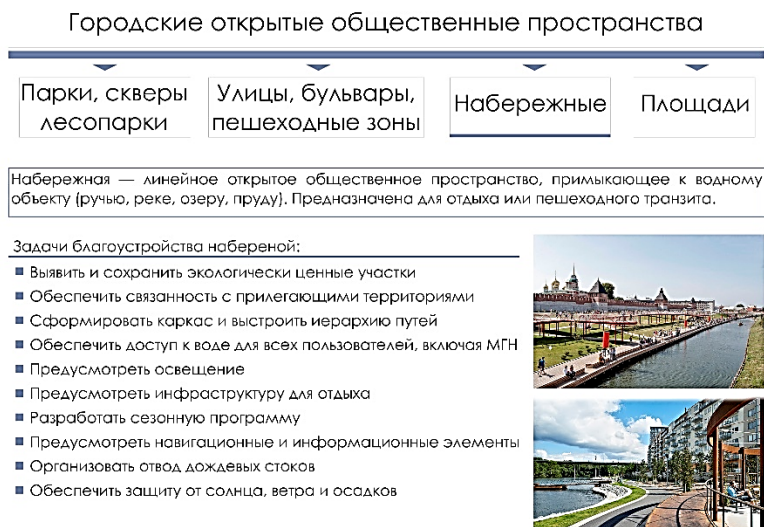 Городские открытые общественные пространства
Парки, скверы
лесопарки
Улицы, бульвары,
пешеходные зоны
Набережные
Площади
Набережная — линейное открытое общественное пространство, примыкающее к водному
объекту (ручью, реке, озеру, пруду). Предназначена для отдыха или пешеходного транзита.
Задачи благоустройства набереной:
Выявить и сохранить экологически ценные участки
Обеспечить связанность с прилегающими территориями
Сформировать каркас и выстроить иерархию путей
Обеспечить доступ к воде для всех пользователей, включая МГН
Предусмотреть освещение
Предусмотреть инфраструктуру для отдыха
Разработать сезонную программу
Предусмотреть навигационные и информационные элементы
Организовать отвод дождевых стоков
Обеспечить защиту от солнца, ветра и осадков